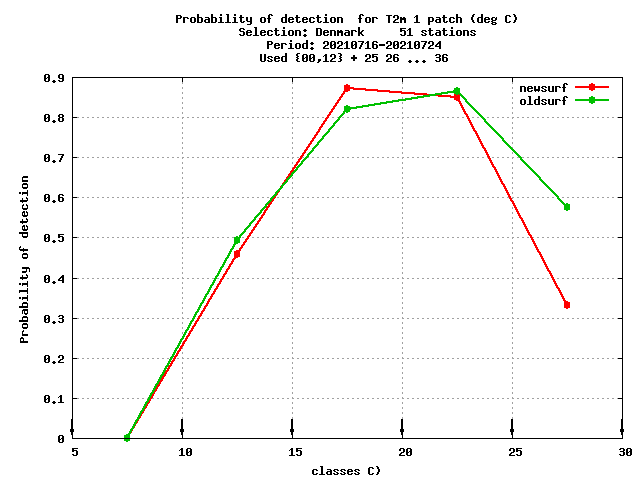 Probability of detection  for T2m 1 patch (deg C)
Selection: Denmark     51 stations
Period: 20210716-20210724
Used {00,12} + 25 26 ... 36
newsurf
oldsurf
0.9
0.8
0.7
0.6
0.5
0.4
0.3
0.2
0.1
0
Probability of detection
5 10 15 20 25 30
classes C)